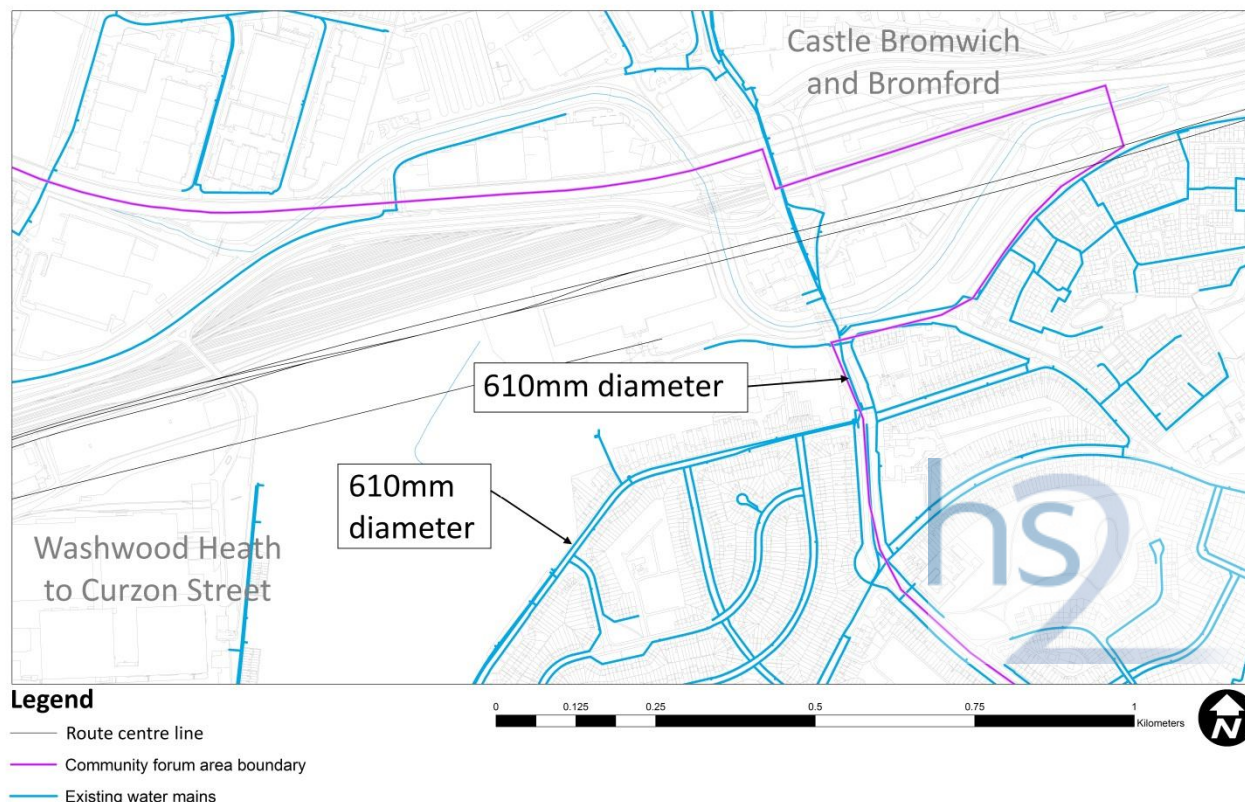 Castle Bromwich
and Bromford
610mm diameter
610mm
diameter
Washwood Heath
to Curzon Street
hs2
Legend
Route centre line
Community forum area boundary
Existing water mains
0 0.125 0.25 0.5 0.75 1
Kilometers
N